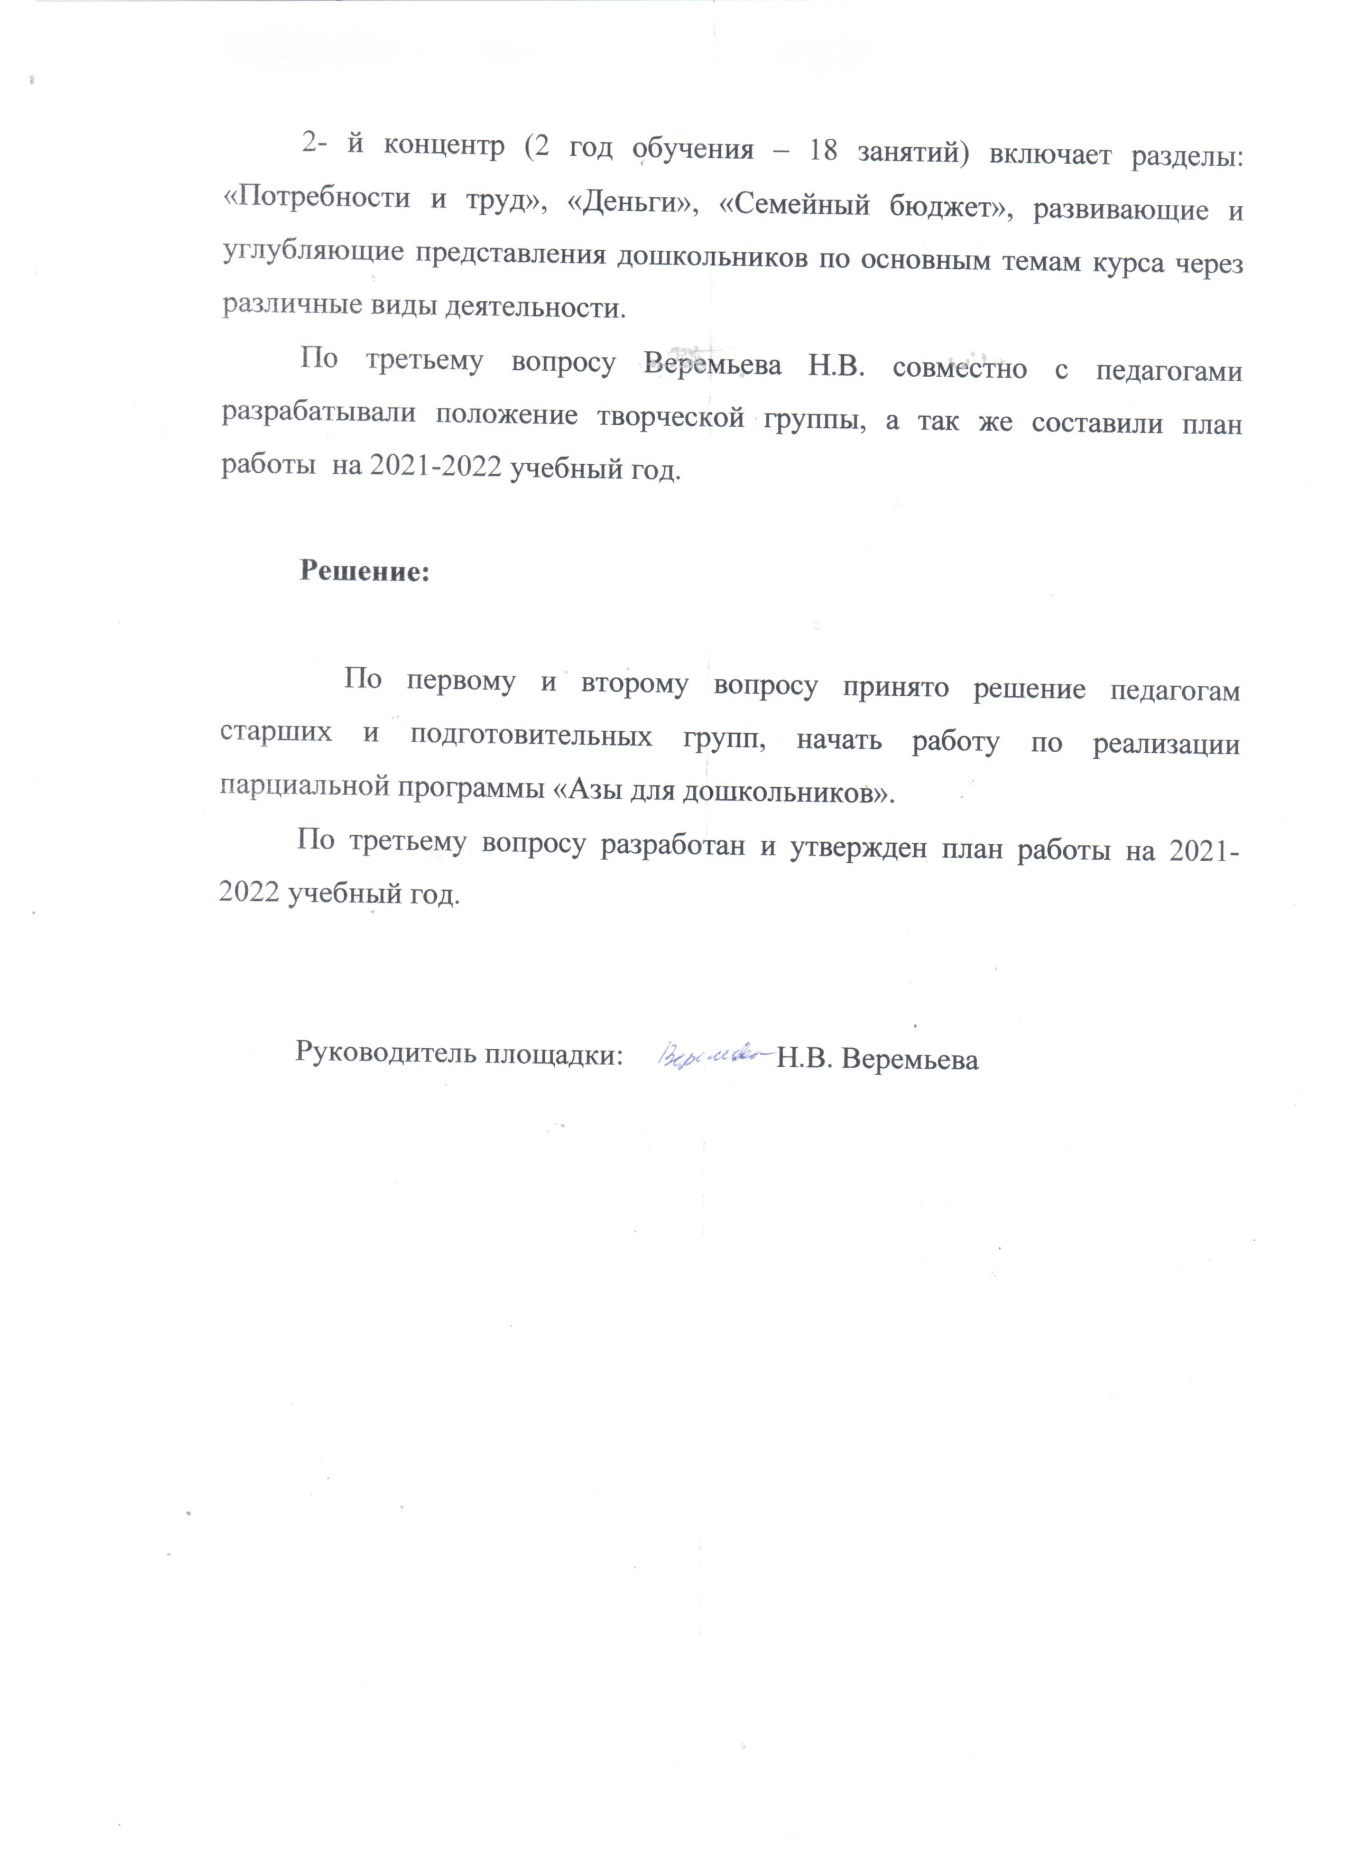 2- й концентр (2 год обучения – 18 занятий) включает разделы:
«Потребности и труд», «Деньги», «Семейный бюджет», развивающие и
углубляющие представления дошкольников по основным темам курса через
различные виды деятельности.
По третьему вопросу Веремьева Н.В. совместно с педагогами
разрабатывали положение творческой группы, а так же составили план
работы на 2021-2022 учебный год.
Решение:
По первому и второму вопросу принято решение педагогам
старших и подготовительных групп, начать работу по реализации
парциальной программы «Азы для дошкольников».
По третьему вопросу разработан и утвержден план работы на 2021-
2022 учебный год.
Руководитель площадки: Н.В. Веремьева